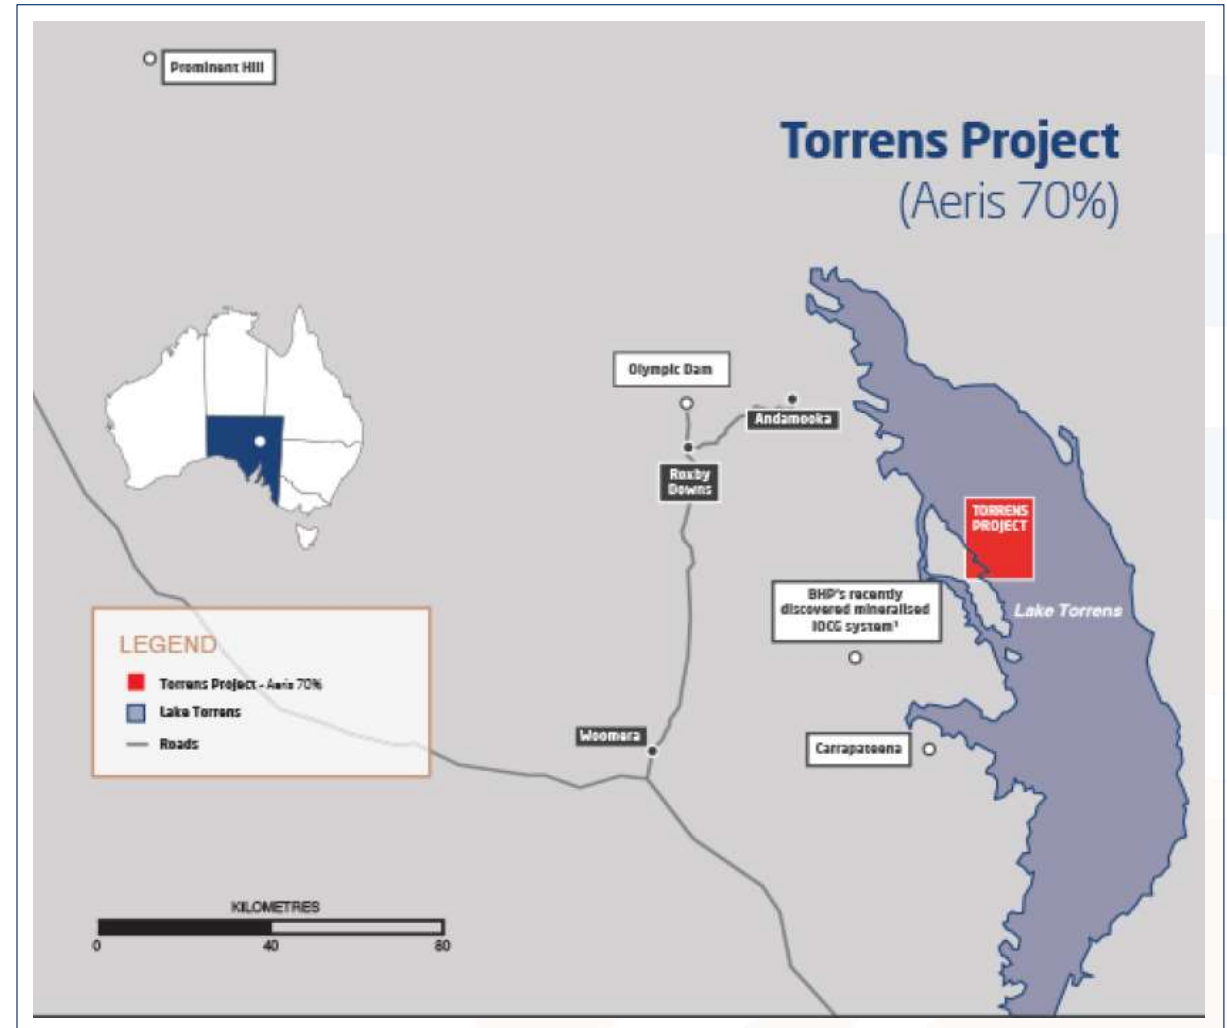 Prominent Hill
Torrens Project
(Aeris 70%)
Olympic Dam
Andamooka
Roxby
Downs
TORRENS
PROJECT
BHP's recently
discovered mineralised
IOCG system¹
Lake Torrens
LEGEND
Torrens Project - Aeris 70%
Lake Torrens
Roads
Woomera
Carrapateena
KILOMETRES
0 40 80